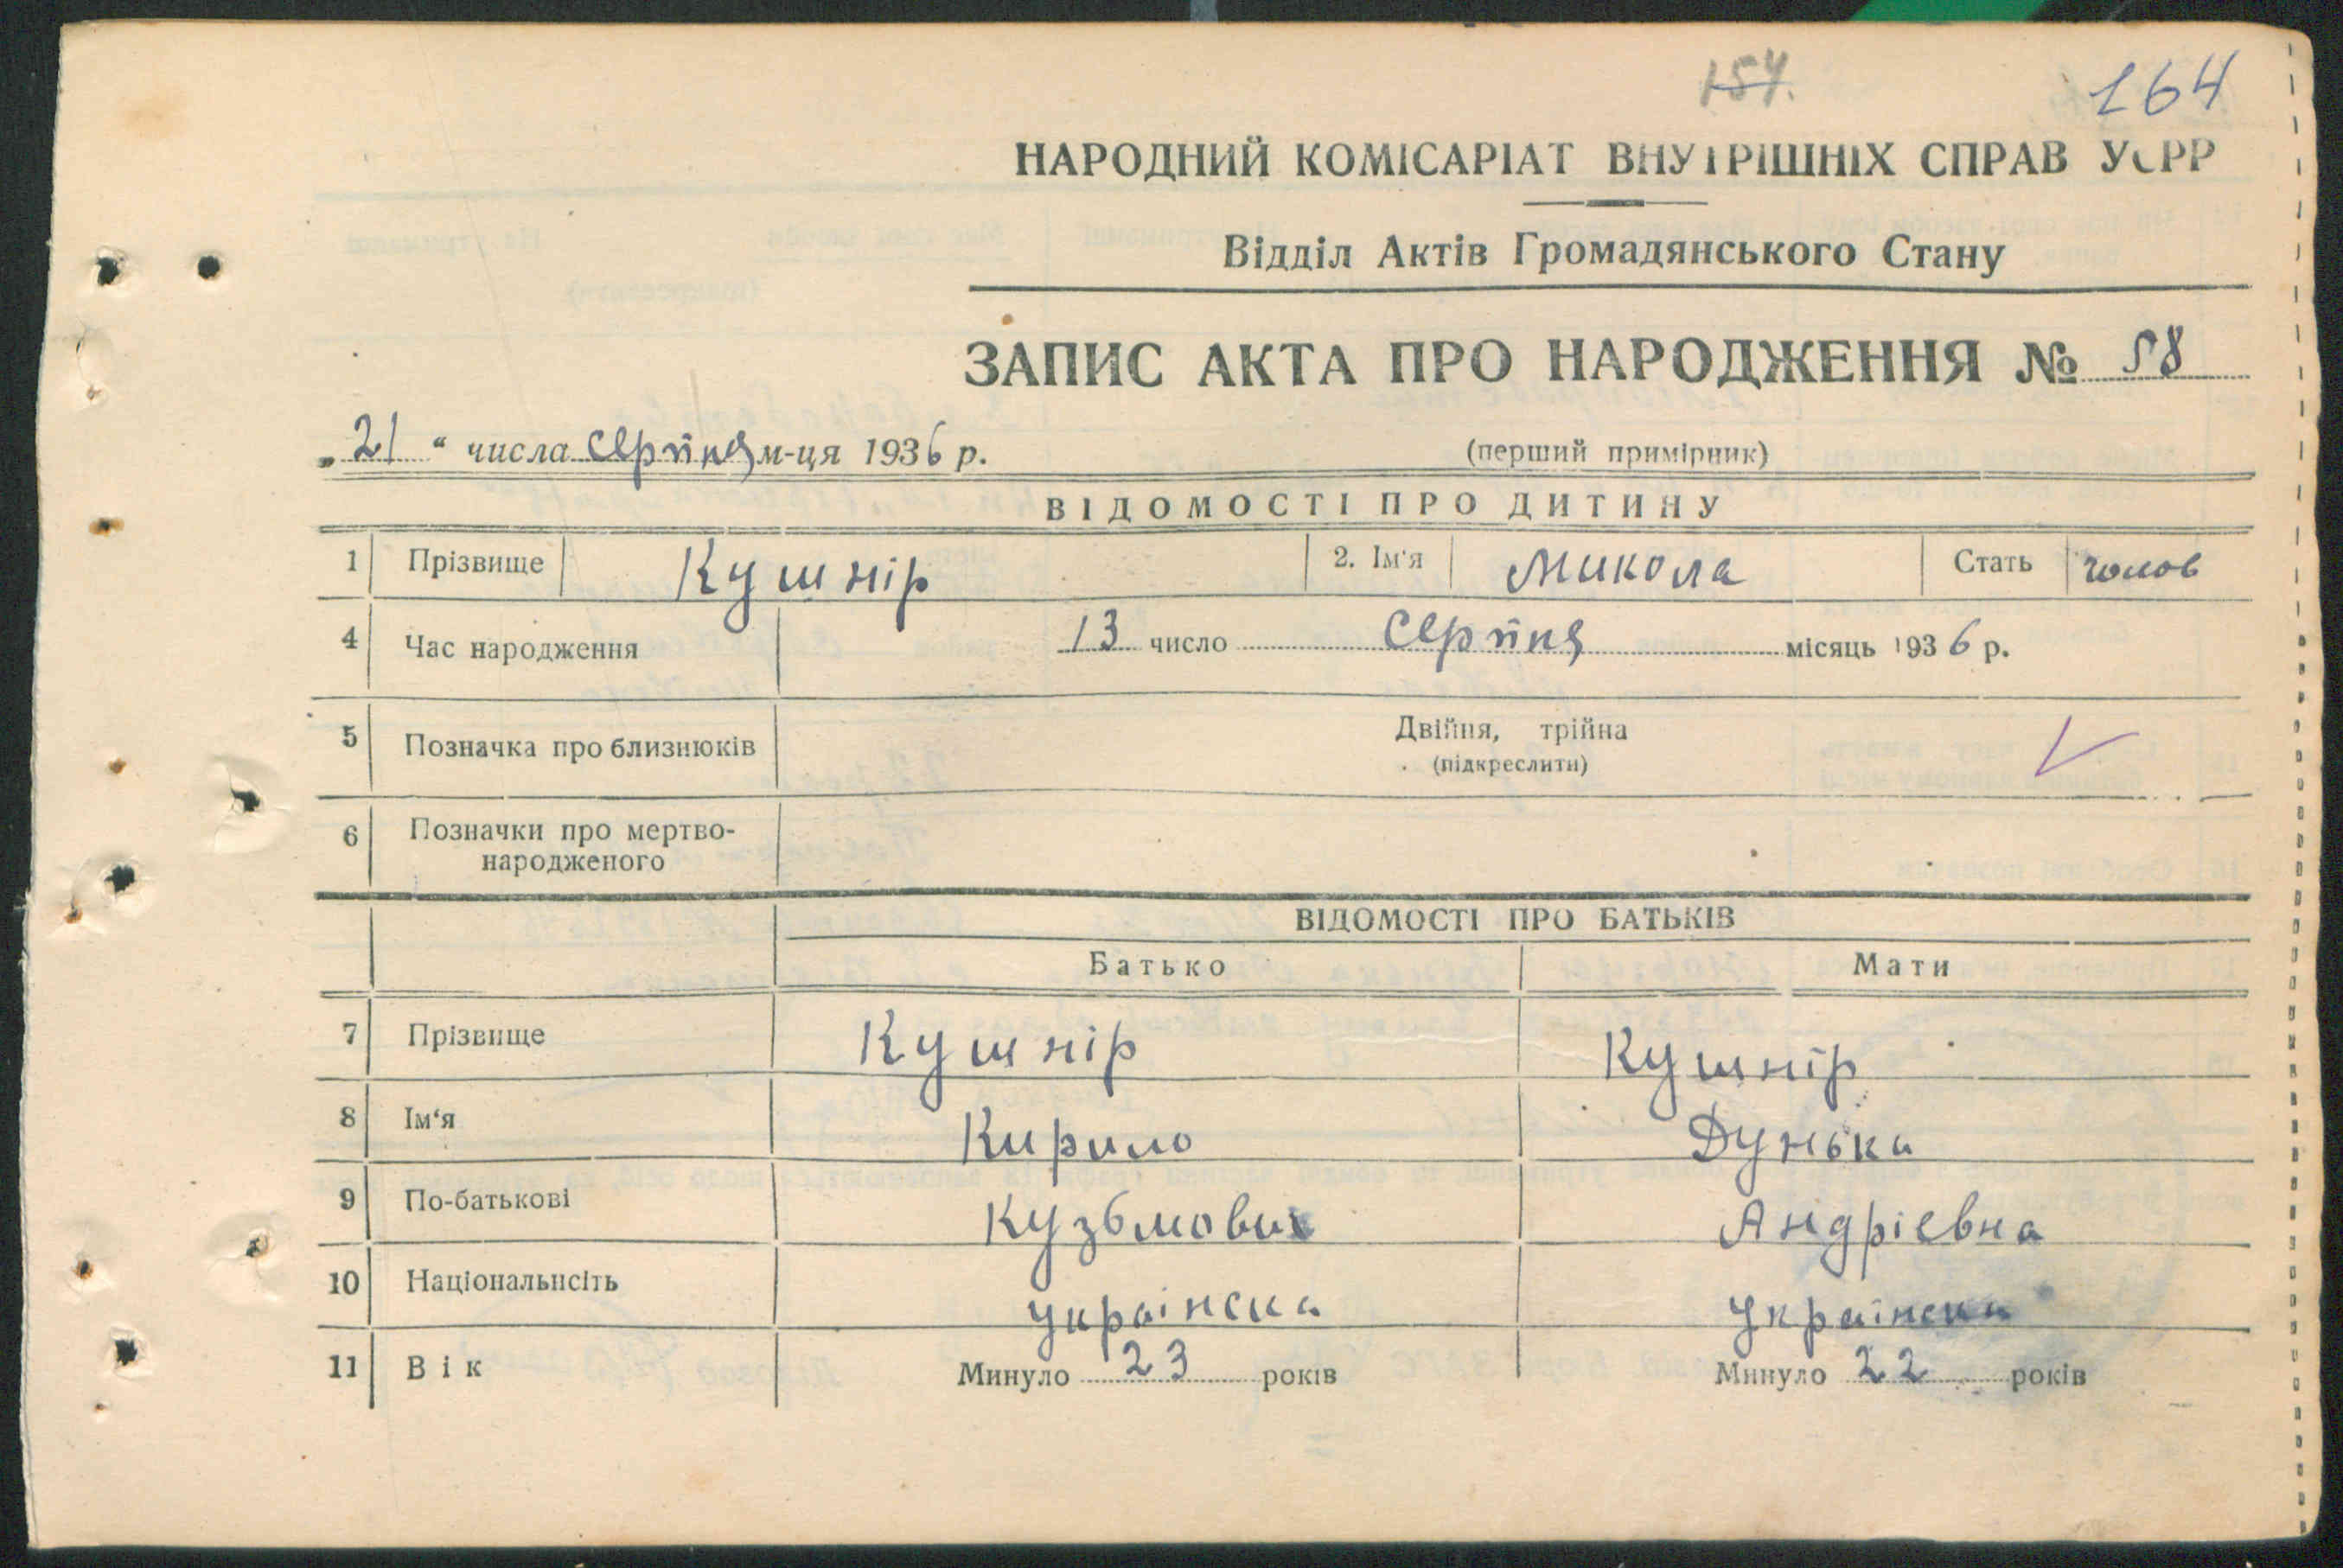 154.
164
НАРОДНИЙ КОМІСАРІАТ ВНУТРІШНІХ СПРАВ УСРР
Відділ Актів Громадянського Стану
ЗАПИС АКТА ПРО НАРОДЖЕННЯ № 58
„21“ числа серпня м-ця 1936 р.
(перший примірник)
ВІДОМОСТІ ПРО ДИТИНУ
1 Прізвище Кушнір 2. Ім'я Микола Стать чолов
4 Час народження 13 число серпня місяць 1936 р.
5 Позначка про близнюків Двійня, трійна
(підкреслити)
6 Позначки про мертво-
народженого
ВІДОМОСТІ ПРО БАТЬКІВ
Батько Мати
7 Прізвище Кушнір Кушнір
8 Ім'я Кирило Дунька
9 По-батькові Кузьмович Андріевна
10 Національнсіть українска українска
11 Вік Минуло 23 років Минуло 22 років